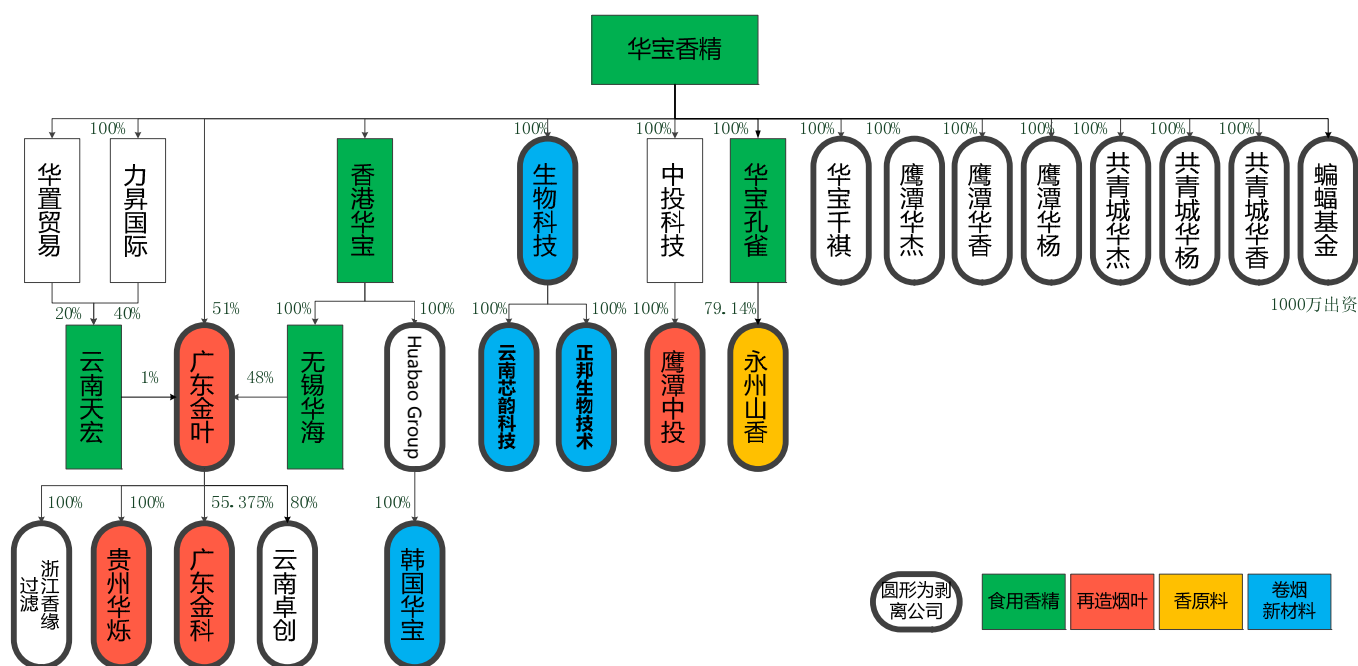 华宝香精
100%
100%
100%
100%
100%
100%
100%
100%
100%
100%
华置贸易
力昇国际
香港华宝
生物科技
中投科技
华宝孔雀
华宝千祺
鹰潭华杰
鹰潭华香
鹰潭华杨
共青城华杰
共青城华杨
共青城华香
蝙蝠基金
1000万出资
20%
40%
51%
100%
100%
100%
100%
100%
79.14%
云南天宏
1%
广东金叶
48%
无锡华海
Huabao Group
云南芯韵科技
正邦生物技术
鹰潭中投
永州山香
100%
100%
55.375%
80%
100%
浙江香缘
过滤
贵州华烁
广东金科
云南卓创
韩国华宝
圆形为剥
离公司
食用香精
再造烟叶
香原料
卷烟
新材料